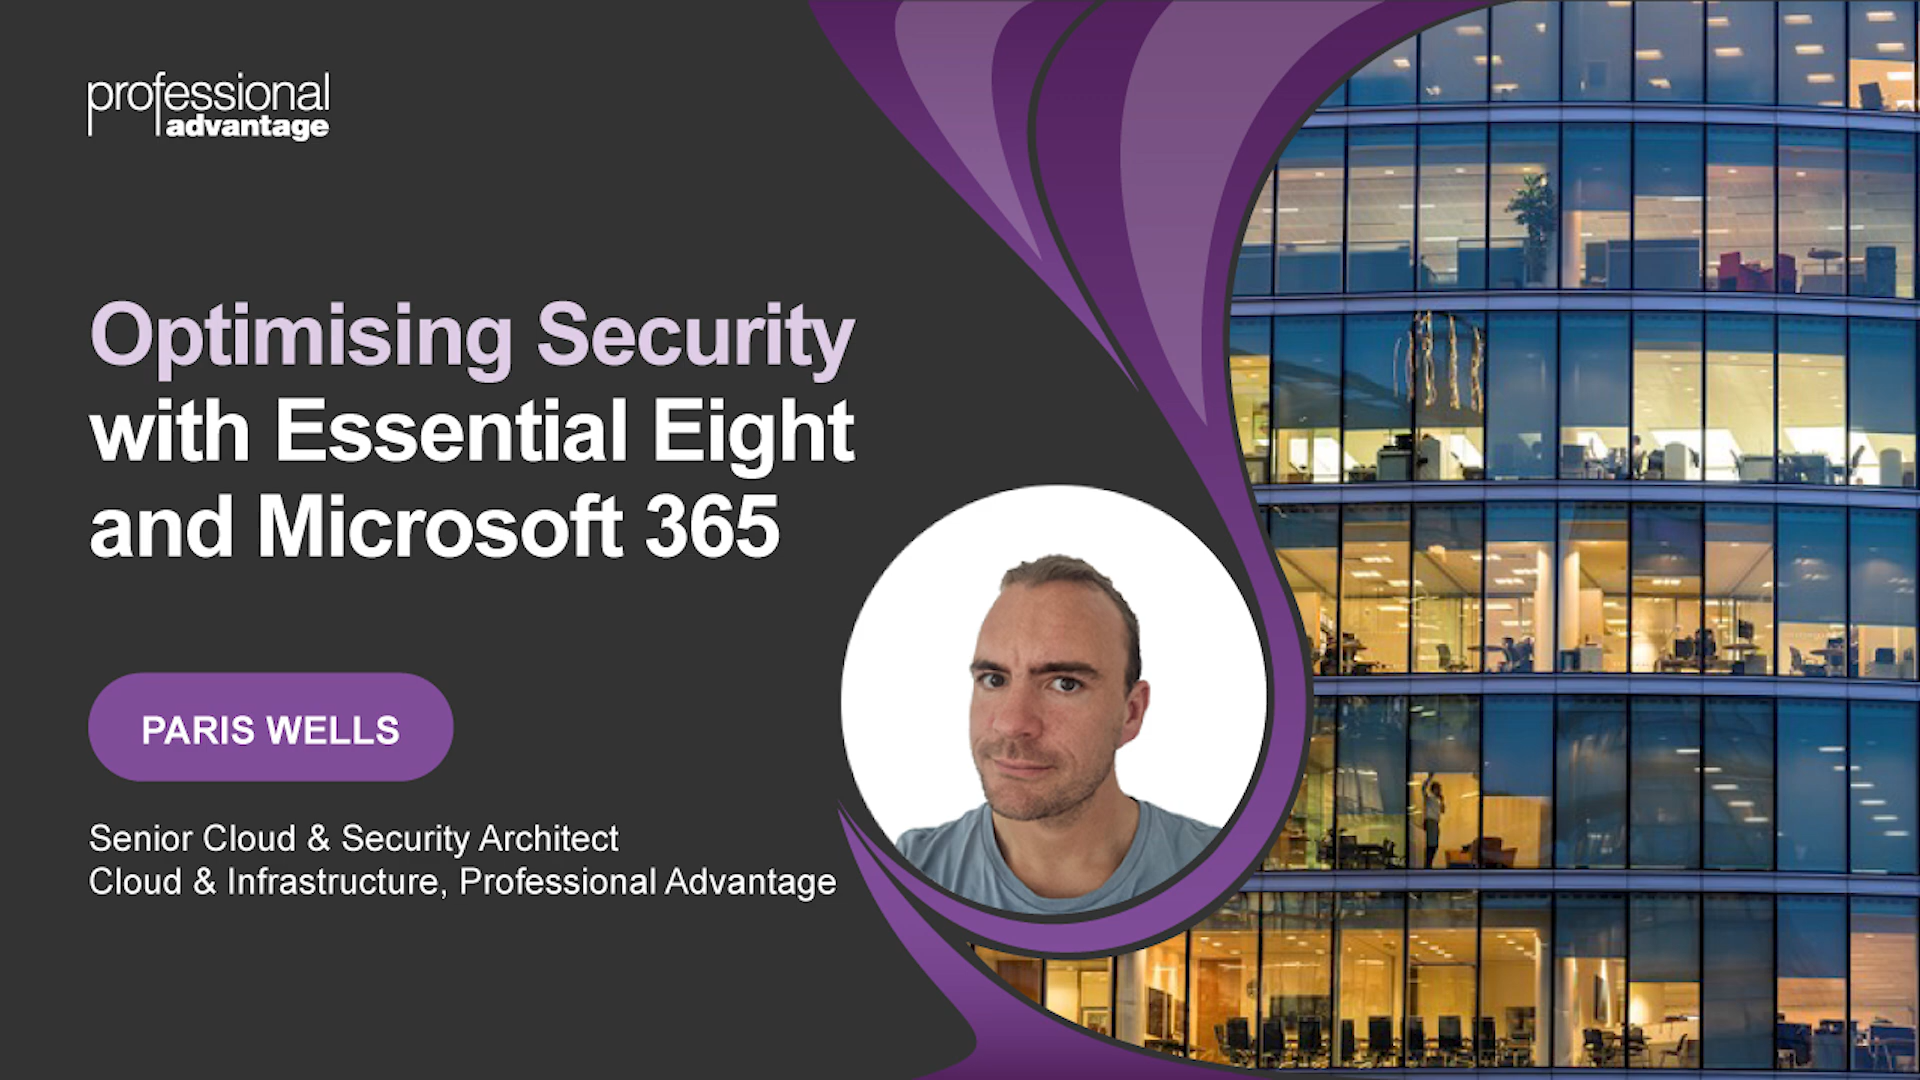 professional
advantage
Optimising Security
with Essential Eight
and Microsoft 365
PARIS WELLS
Senior Cloud & Security Architect
Cloud & Infrastructure, Professional Advantage